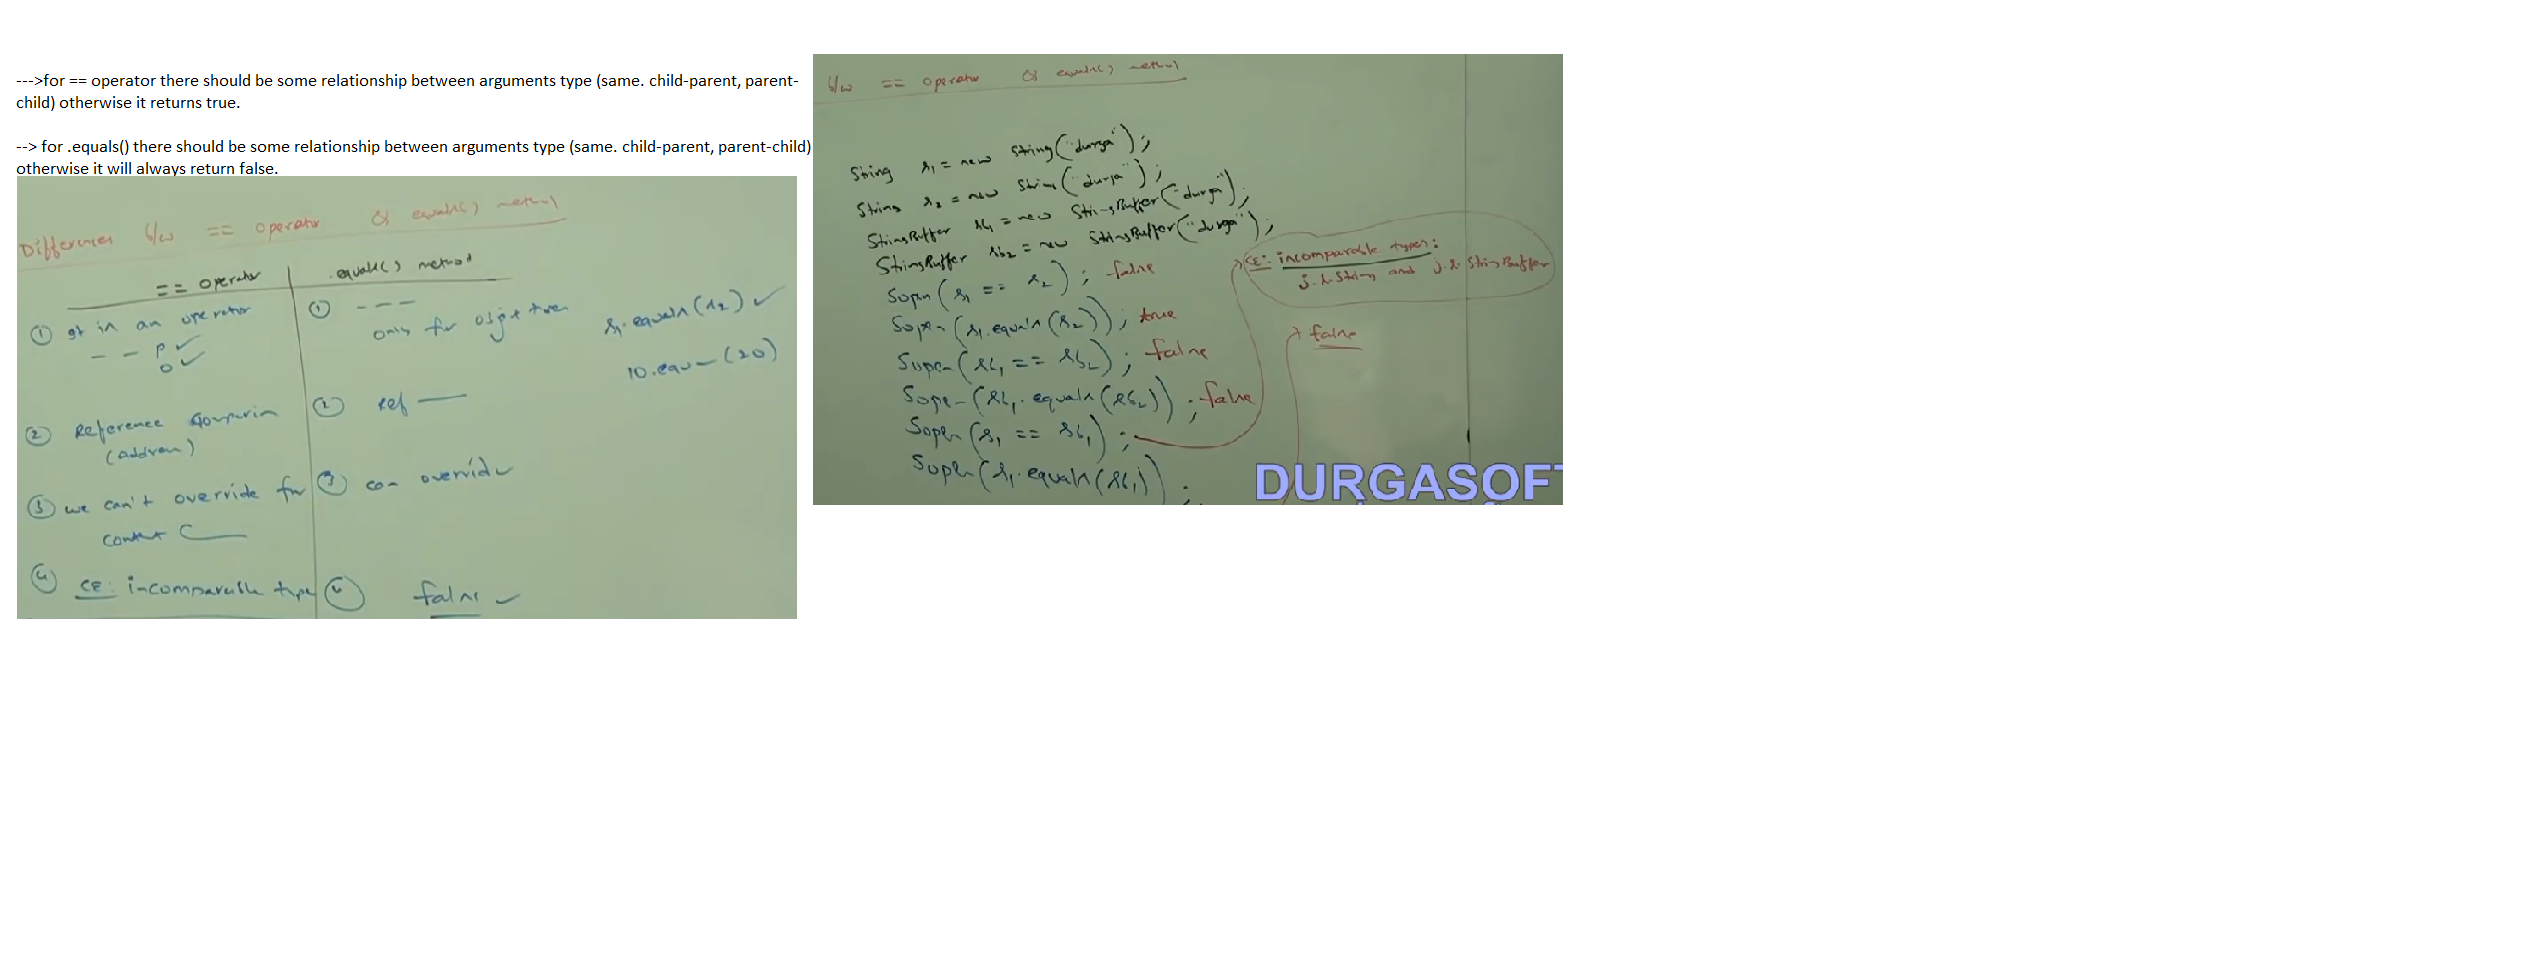 --->for == operator there should be some relationship between arguments type (same. child-parent, parent-
child) otherwise it returns true.
--> for .equals() there should be some relationship between arguments type (same. child-parent, parent-child)
otherwise it will always return false.
Differences b/w == operator & equals() method
== operator
.equals() method
① It is an operator
- - P ✓
O ✓
① - - -
only for object types
s1.equals(s2) ✓
10.equ—(20)
② Reference Comparison
(address)
② Ref —
③ we can't override for
content C
③ can override
④ CE: incomparable type
④ false ✓
b/w == operator & equals() method
String s1 = new String("durga");
String s2 = new String("durga");
StringBuffer sb1 = new StringBuffer("durga");
StringBuffer sb2 = new StringBuffer("durga");
Sopln(s1 == s2); false
Sopln(s1.equals(s2)); true
Sopln(sb1 == sb2); false
Sopln(sb1.equals(sb2)); false
Sopln(s1 == sb1);
Sopln(s1.equals(sb1));
CE: incomparable types:
j.l.String and j.l.StringBuffer
false
DURGASOFT